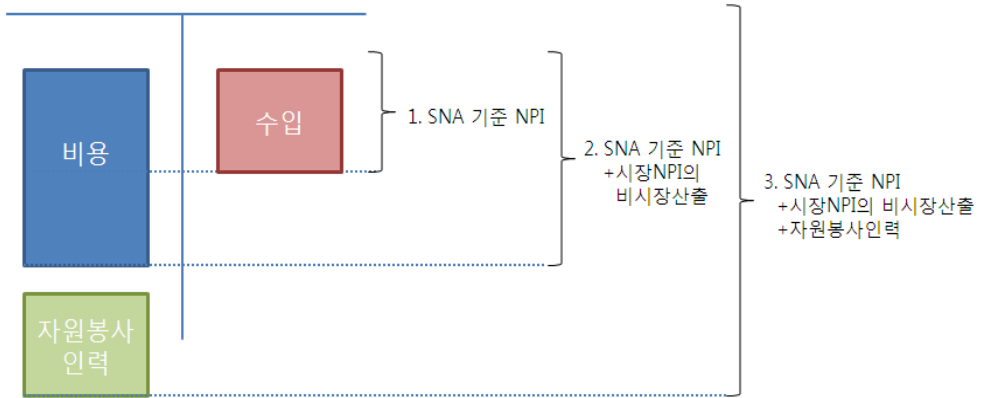 비용
수입
자원봉사
인력
1. SNA 기준 NPI
2. SNA 기준 NPI
+시장NPI의
비시장산출
3. SNA 기준 NPI
+시장NPI의 비시장산출
+자원봉사인력